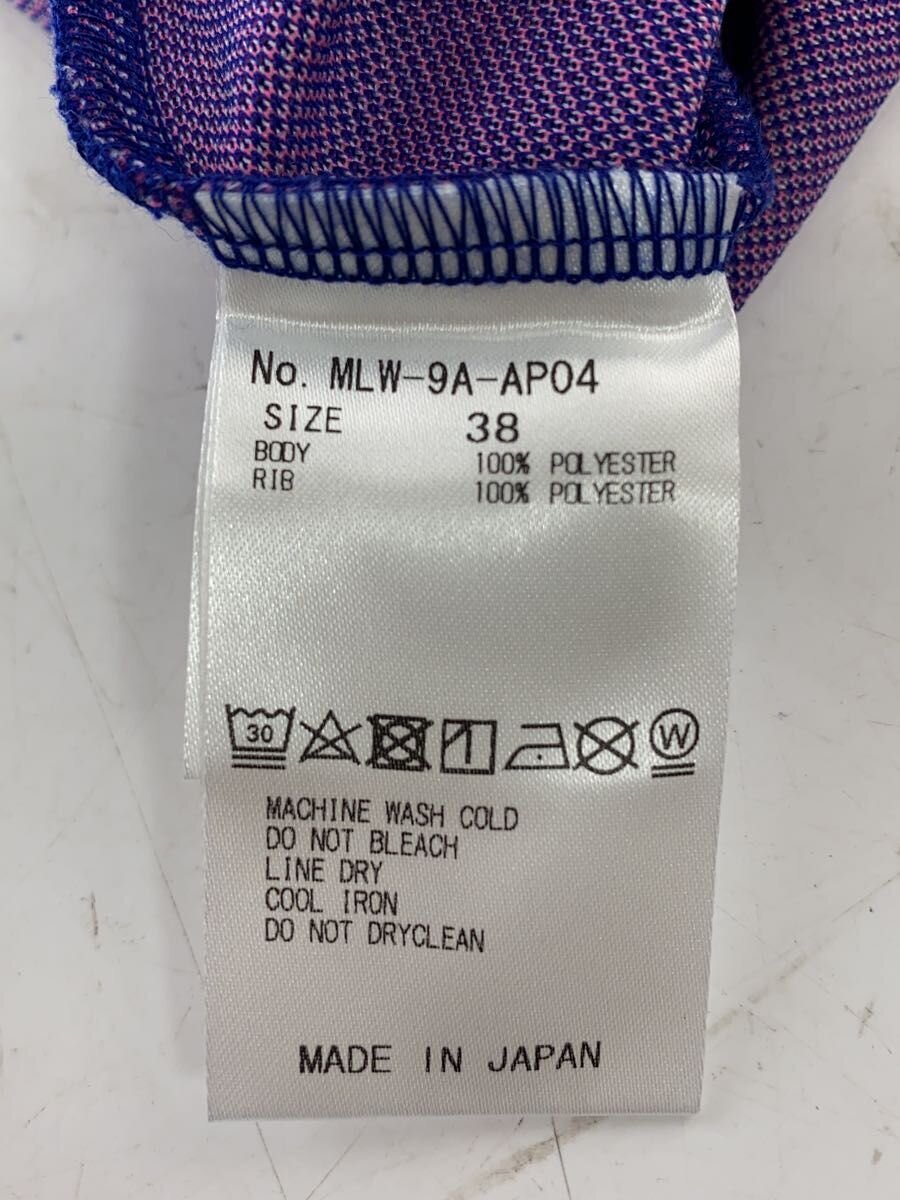 No. MLW-9A-AP04
SIZE 38
BODY 100% POLYESTER
RIB 100% POLYESTER
30 W
MACHINE WASH COLD
DO NOT BLEACH
LINE DRY
COOL IRON
DO NOT DRYCLEAN
MADE IN JAPAN